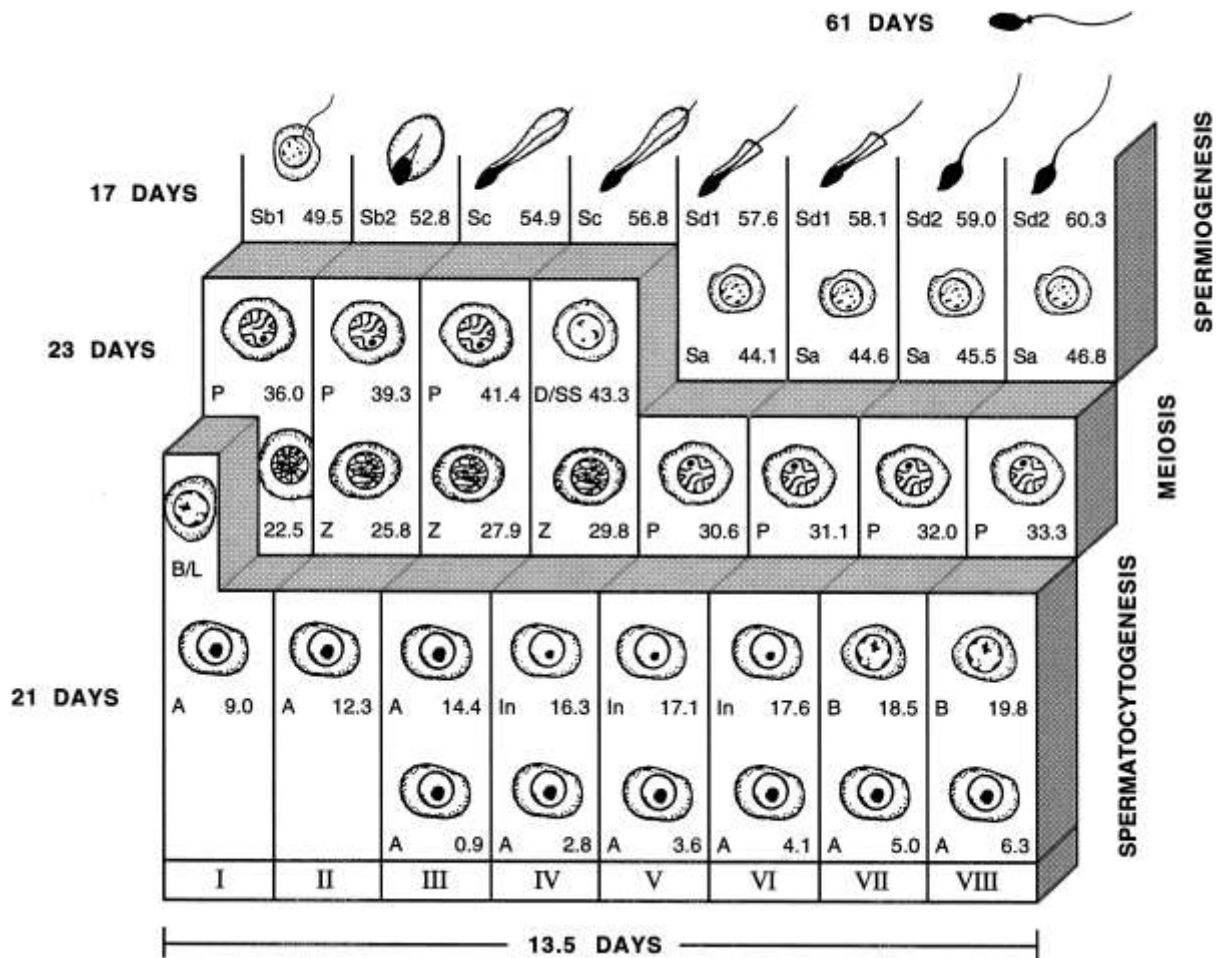 61 DAYS
17 DAYS
Sb1 49.5 Sb2 52.8 Sc 54.9 Sc 56.8 Sd1 57.6 Sd1 58.1 Sd2 59.0 Sd2 60.3
SPERMIOGENESIS
23 DAYS
Sa 44.1 Sa 44.6 Sa 45.5 Sa 46.8
P 36.0 P 39.3 P 41.4 D/SS 43.3
MEIOSIS
22.5 Z 25.8 Z 27.9 Z 29.8 P 30.6 P 31.1 P 32.0 P 33.3
B/L
21 DAYS
A 9.0 A 12.3 A 14.4 In 16.3 In 17.1 In 17.6 B 18.5 B 19.8
SPERMATOCYTOGENESIS
A 0.9 A 2.8 A 3.6 A 4.1 A 5.0 A 6.3
I II III IV V VI VII VIII
13.5 DAYS